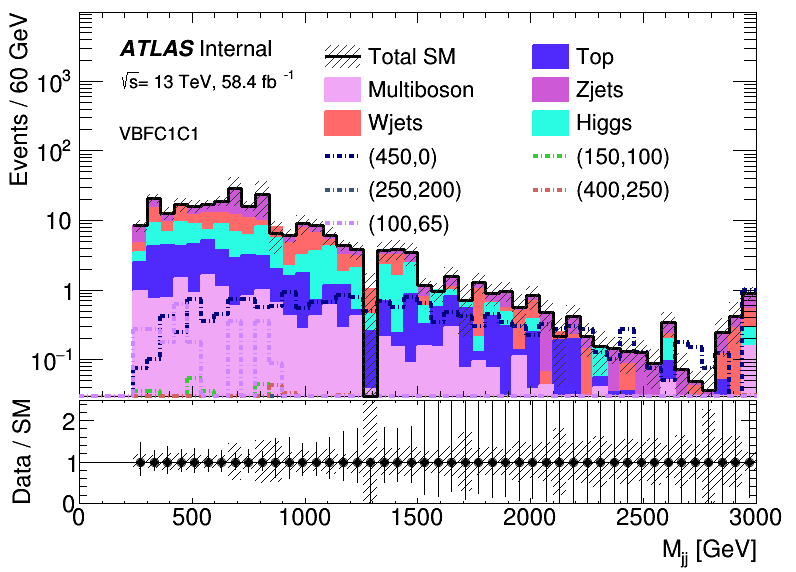 ATLAS Internal
√s= 13 TeV, 58.4 fb⁻¹
VBFC1C1
Total SM
Top
Multiboson
Zjets
Wjets
Higgs
(450,0)
(150,100)
(250,200)
(400,250)
(100,65)
Events / 60 GeV
10³
10²
10
1
10⁻¹
Data / SM
2
1
0
0 500 1000 1500 2000 2500 3000
Mjj [GeV]